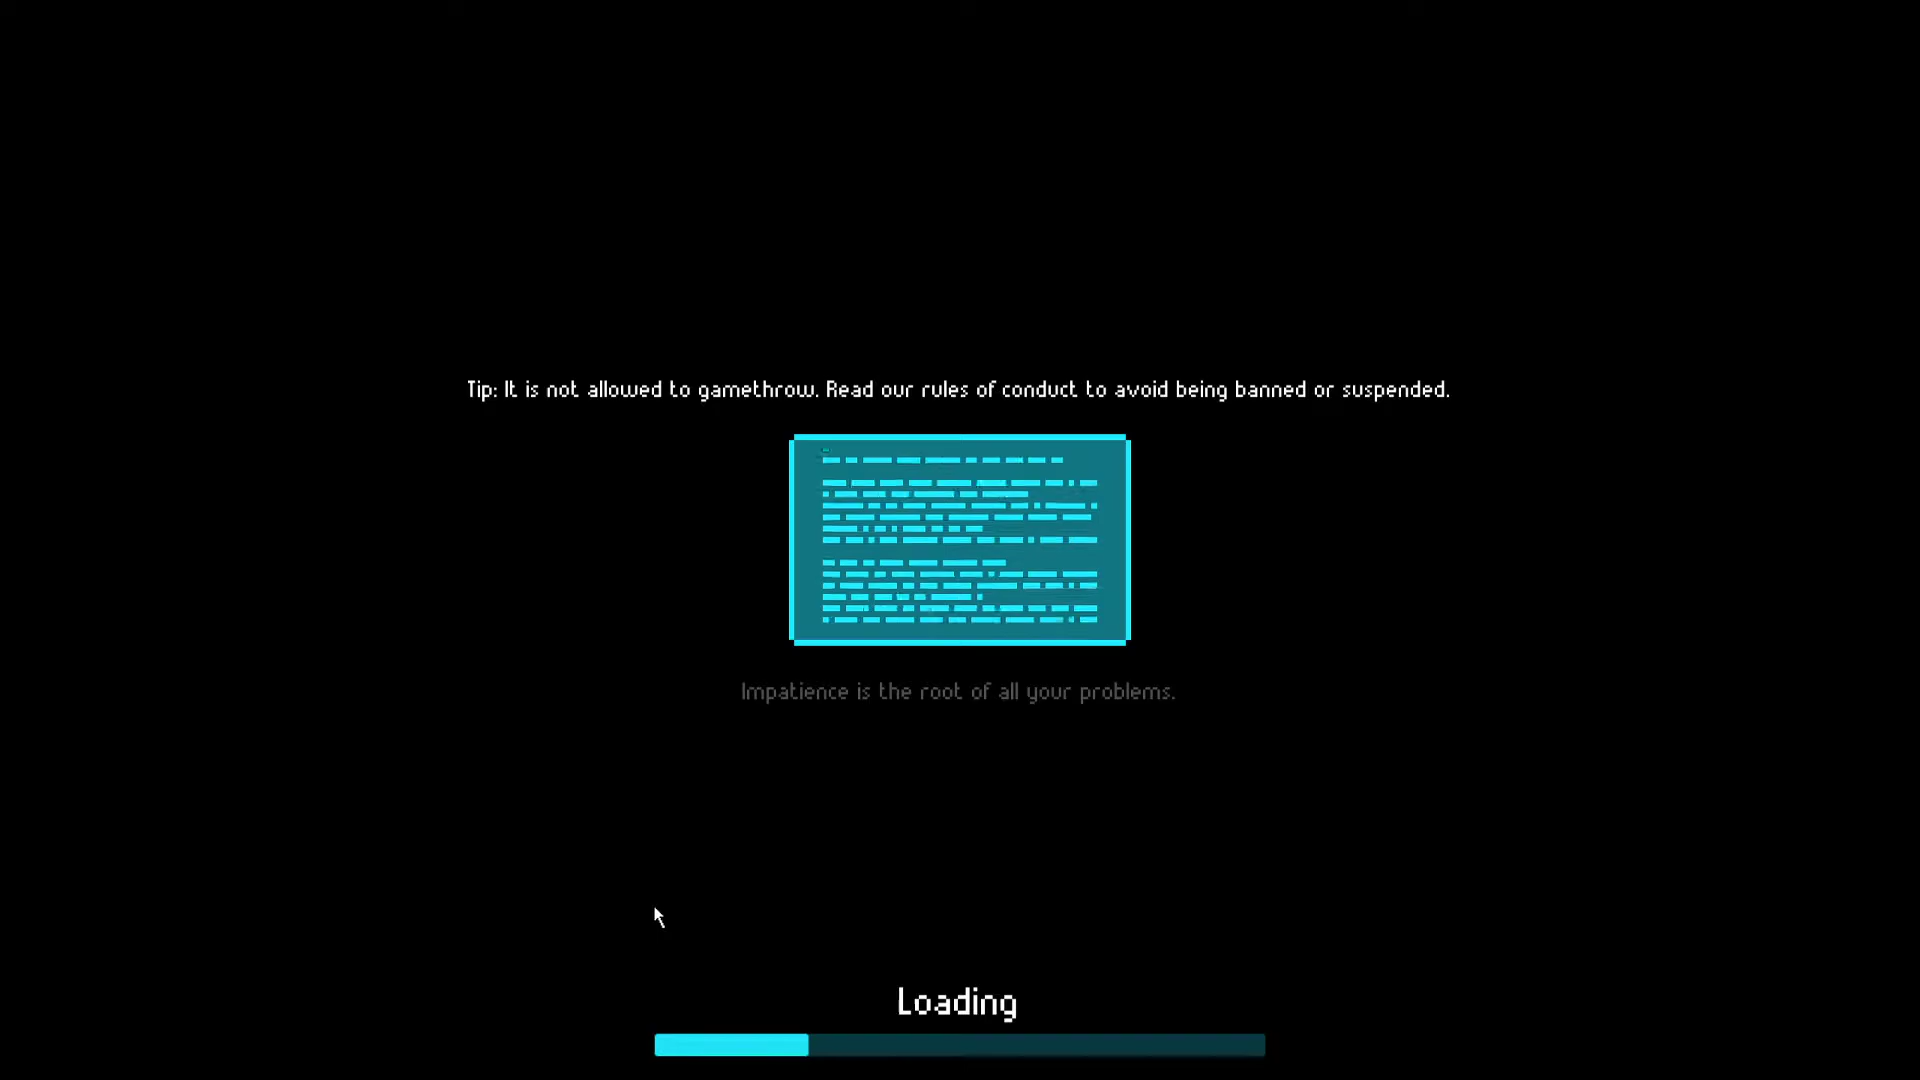 Tip: It is not allowed to gamethrow. Read our rules of conduct to avoid being banned or suspended.
Impatience is the root of all your problems.
Loading